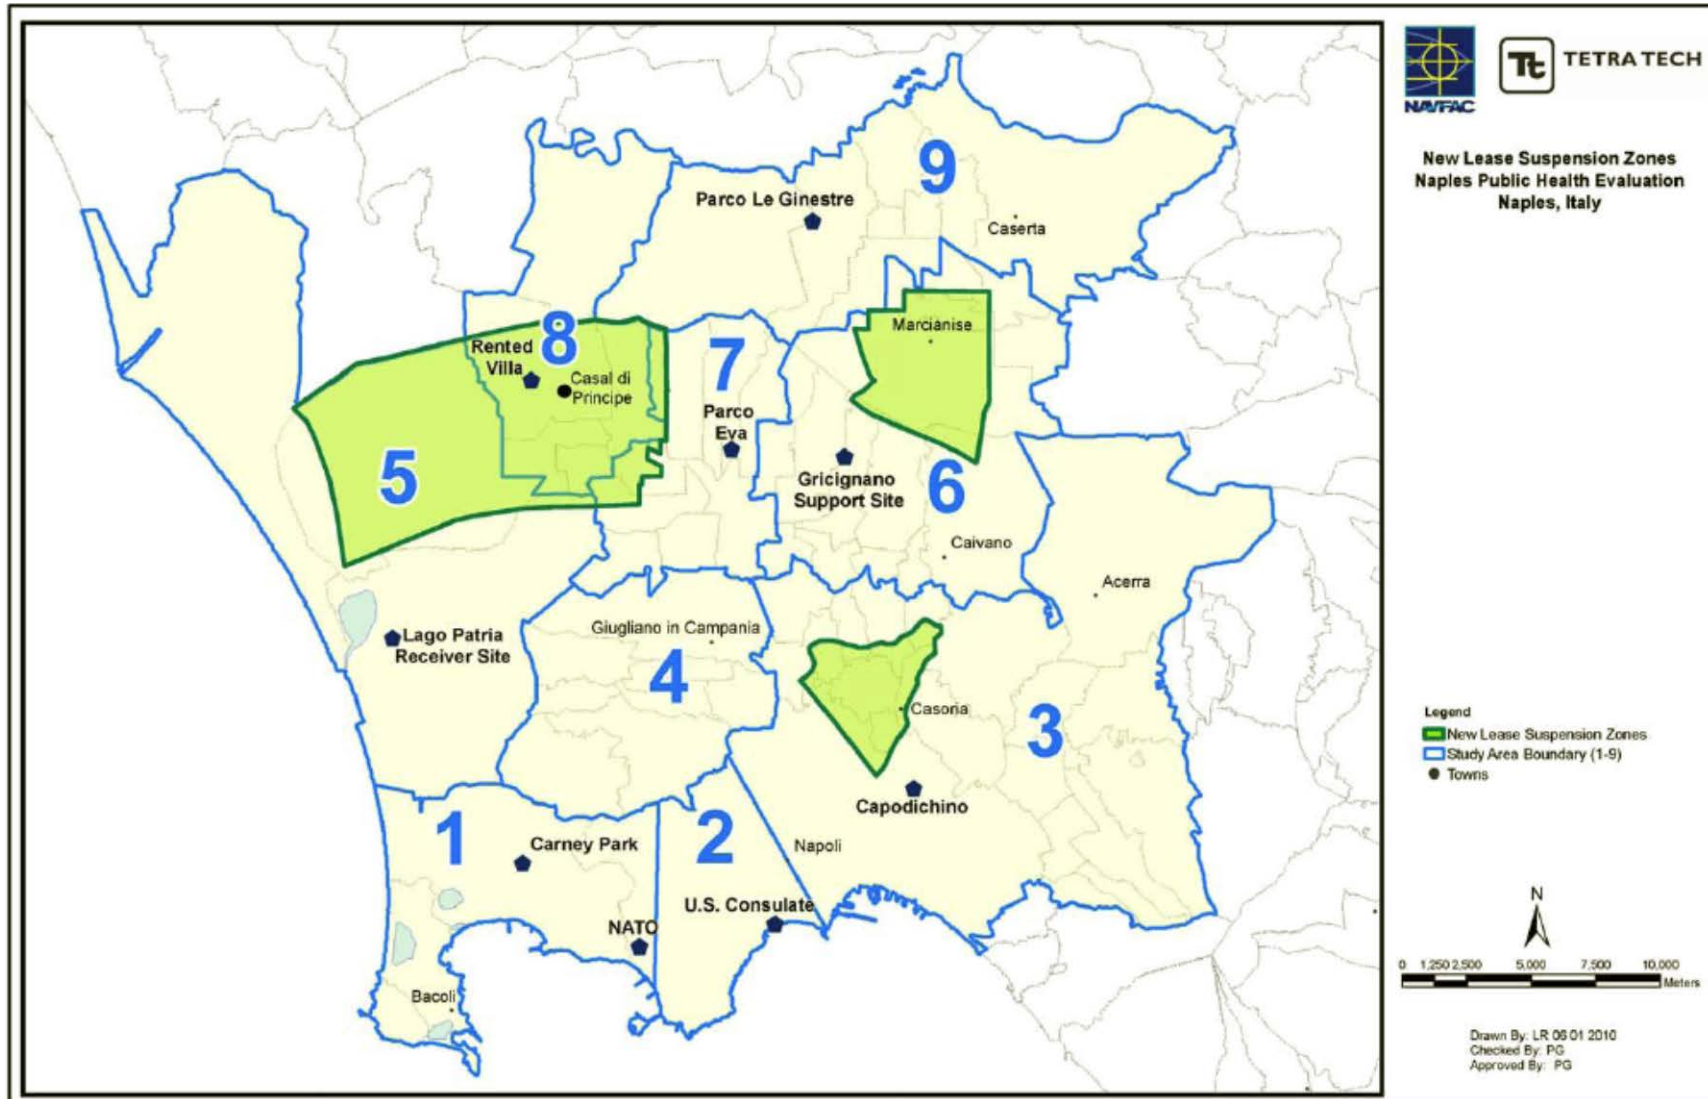 NAVFAC
Tt TETRA TECH
New Lease Suspension Zones
Naples Public Health Evaluation
Naples, Italy
9
Parco Le Ginestre
Caserta
Marcianise
8
Rented
Villa
Casal di
Principe
7
Parco
Eva
5
Gricignano
Support Site
6
Caivano
Acerra
Giugliano in Campania
Lago Patria
Receiver Site
4
Casoria
3
Capodichino
1
Carney Park
2
Napoli
U.S. Consulate
NATO
Bacoli
Legend
New Lease Suspension Zones
Study Area Boundary (1-9)
Towns
N
0 1,250 2,500 5,000 7,500 10,000
Meters
Drawn By: LR 06 01 2010
Checked By: PG
Approved By: PG